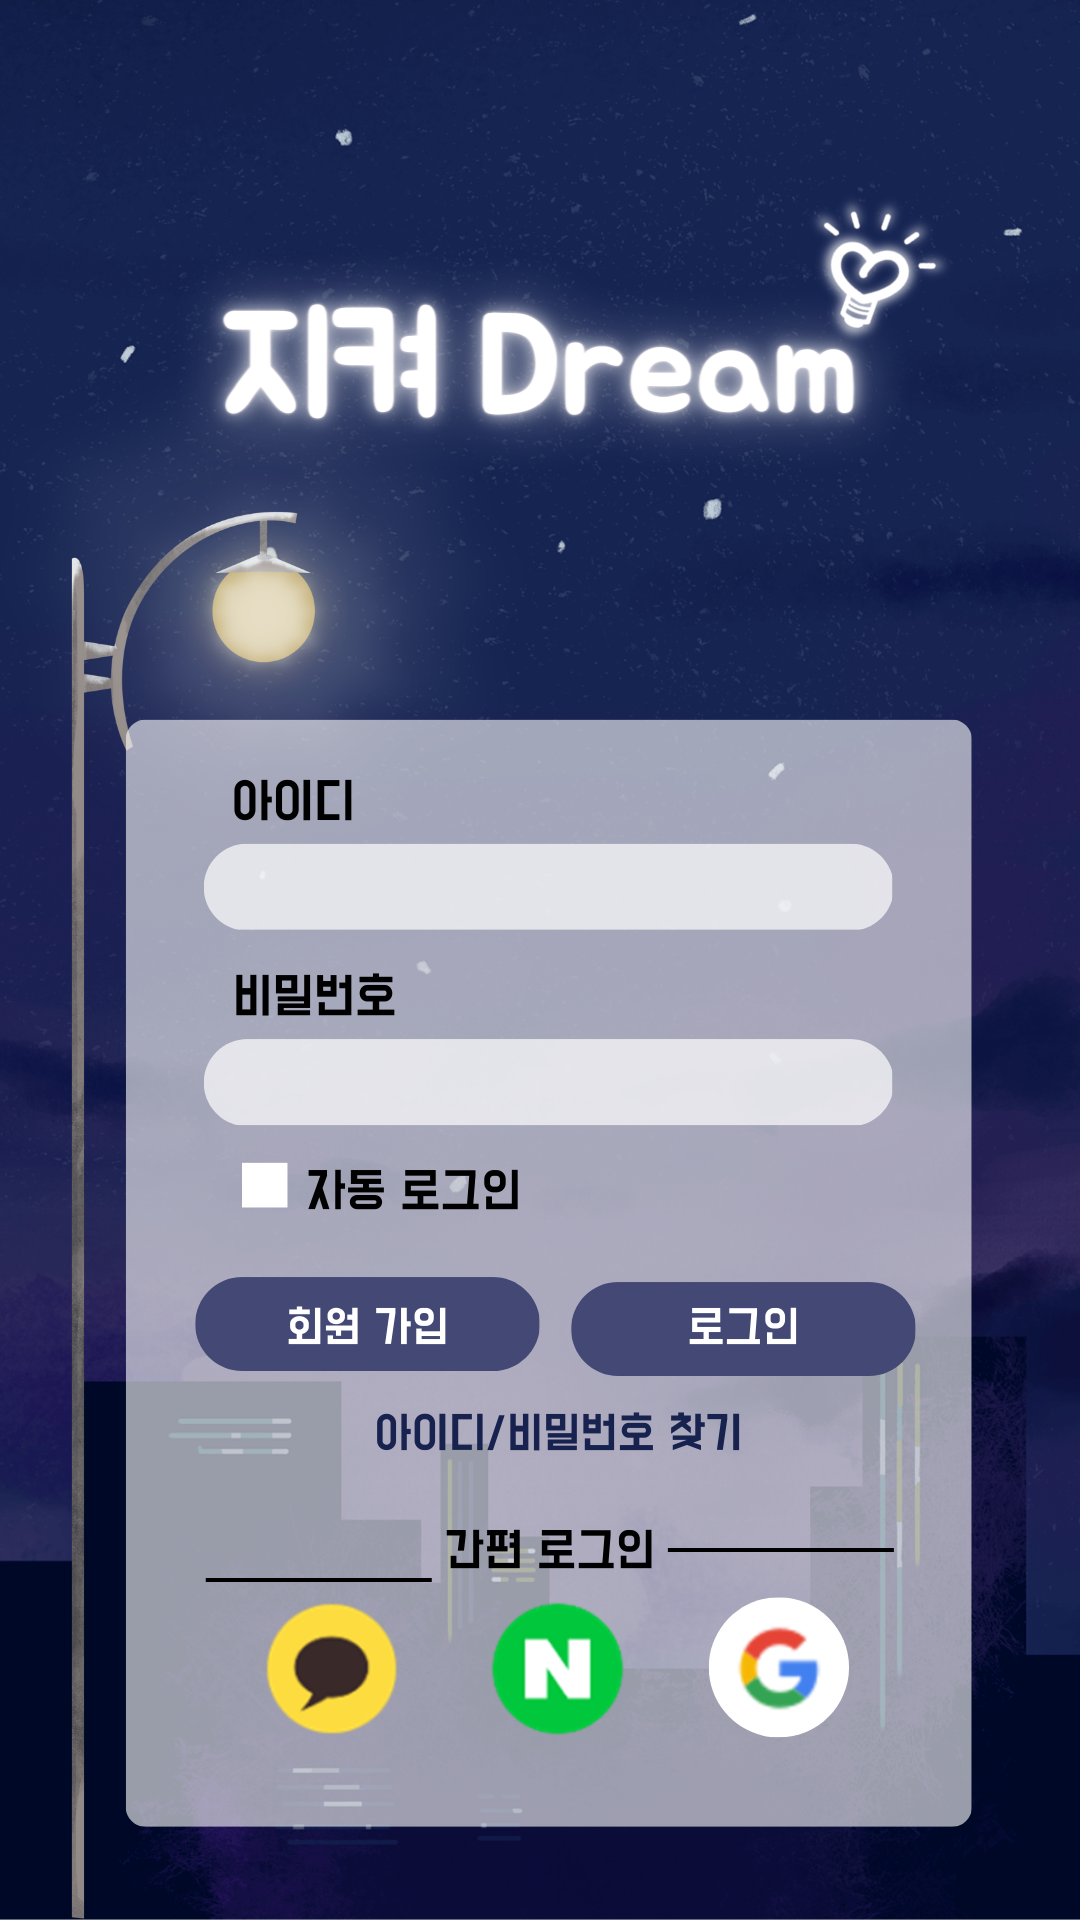 지켜 Dream
아이디
비밀번호
자동 로그인
회원 가입
로그인
아이디/비밀번호 찾기
간편 로그인
N
G